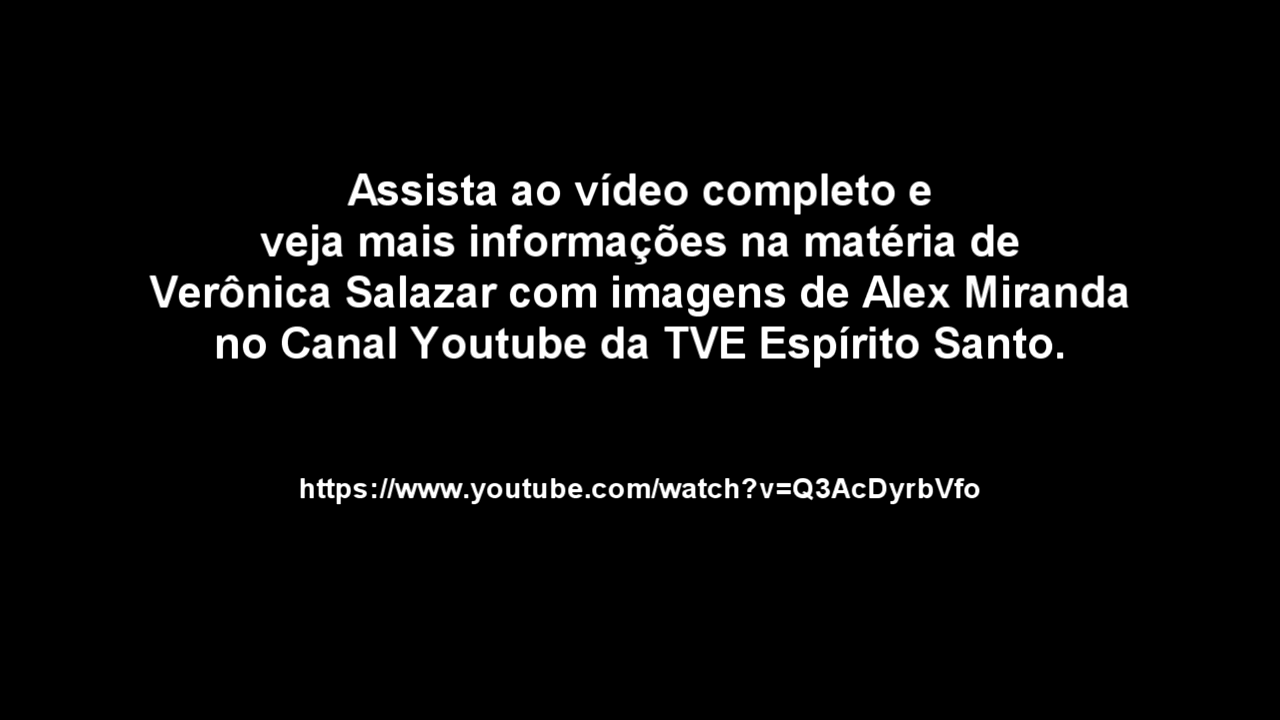 Assista ao vídeo completo e
veja mais informações na matéria de
Verônica Salazar com imagens de Alex Miranda
no Canal Youtube da TVE Espírito Santo.
https://www.youtube.com/watch?v=Q3AcDyrbVfo